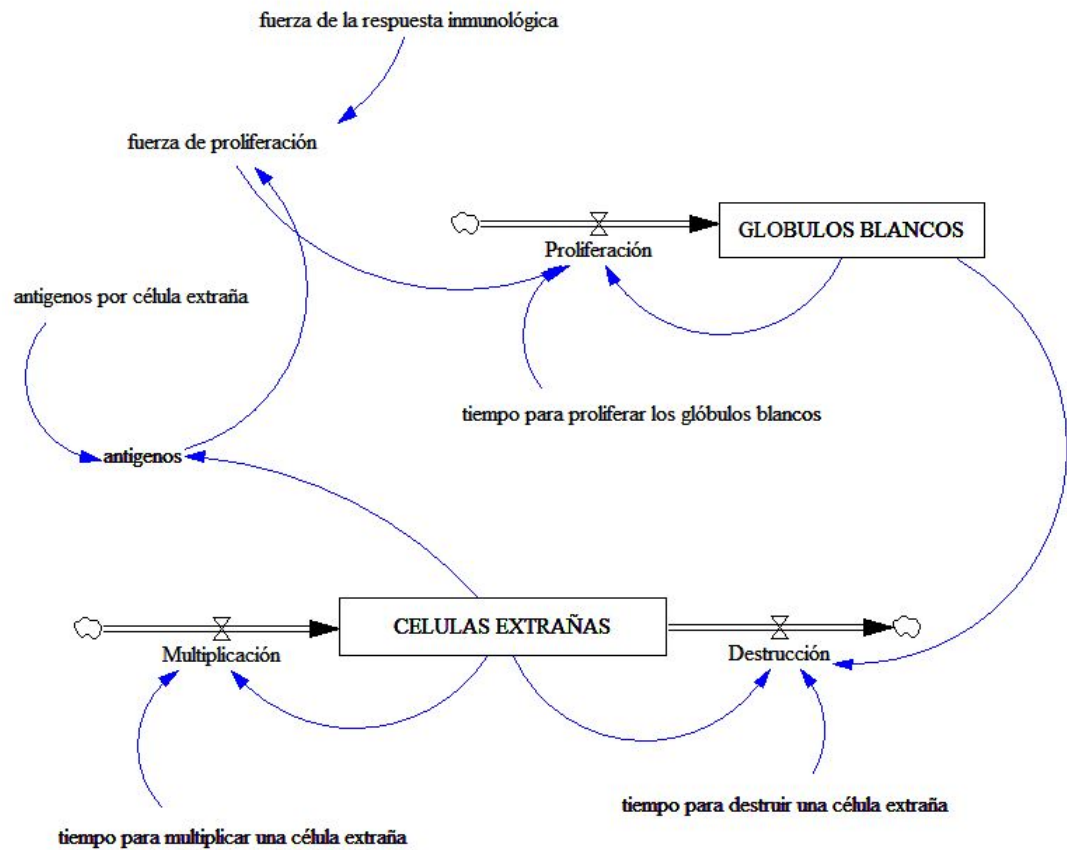 fuerza de la respuesta inmunológica
fuerza de proliferación
GLOBULOS BLANCOS
Proliferación
antigenos por célula extraña
tiempo para proliferar los glóbulos blancos
antigenos
CELULAS EXTRAÑAS
Multiplicación
Destrucción
tiempo para destruir una célula extraña
tiempo para multiplicar una célula extraña